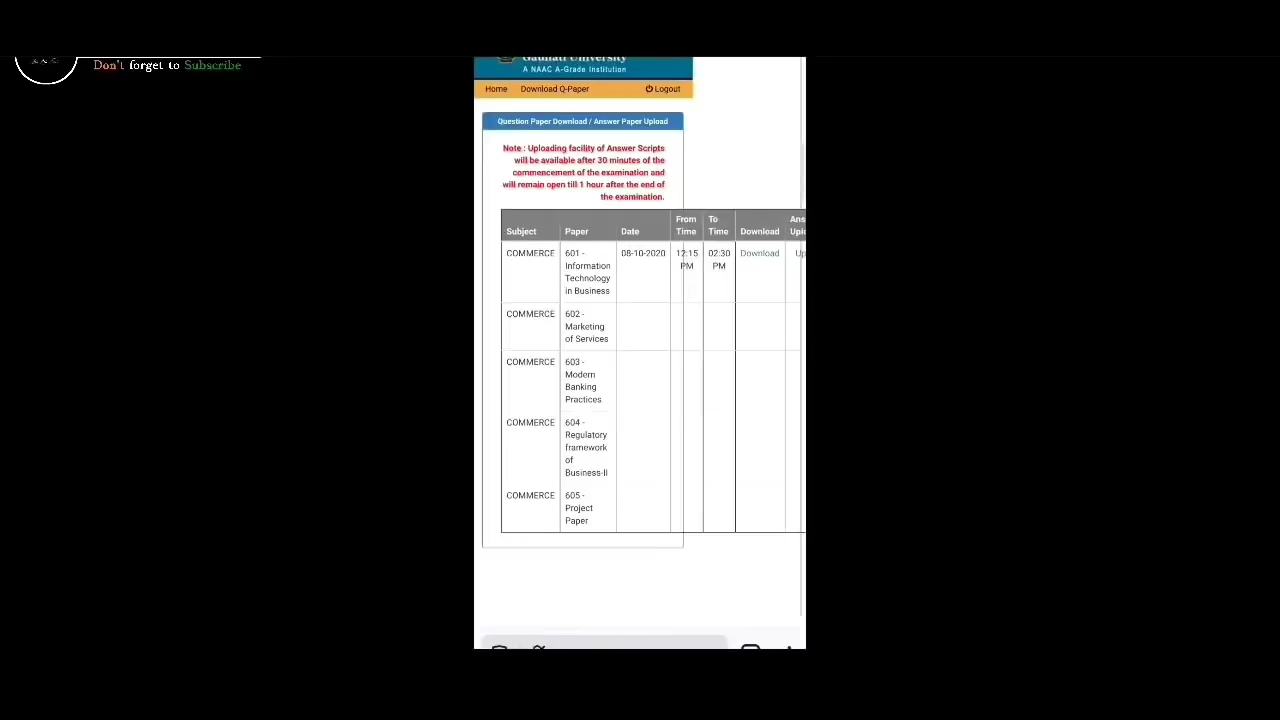 Don't forget to Subscribe
Gauhati University
A NAAC A-Grade Institution
Home Download Q-Paper Logout
Question Paper Download / Answer Paper Upload
Note : Uploading facility of Answer Scripts
will be available after 30 minutes of the
commencement of the examination and
will remain open till 1 hour after the end of
the examination.
From To
Subject Paper Date Time Time Download
COMMERCE 601 - 08-10-2020 12:15 02:30 Download
Information PM PM
Technology
in Business
COMMERCE 602 -
Marketing
of Services
COMMERCE 603 -
Modern
Banking
Practices
COMMERCE 604 -
Regulatory
framework
of
Business-II
COMMERCE 605 -
Project
Paper